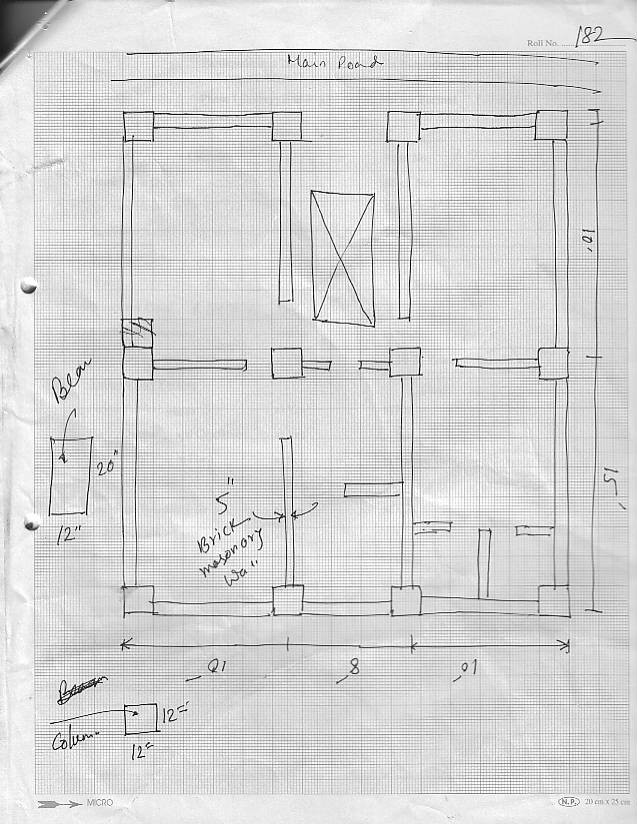 Roll No. 182
Main Road
10'
Beam
20"
12"
5"
Brick
masonary
Wall
15'
10'
8'
10'
Column
12"
12"
MICRO
N.P. 20 cm x 25 cm